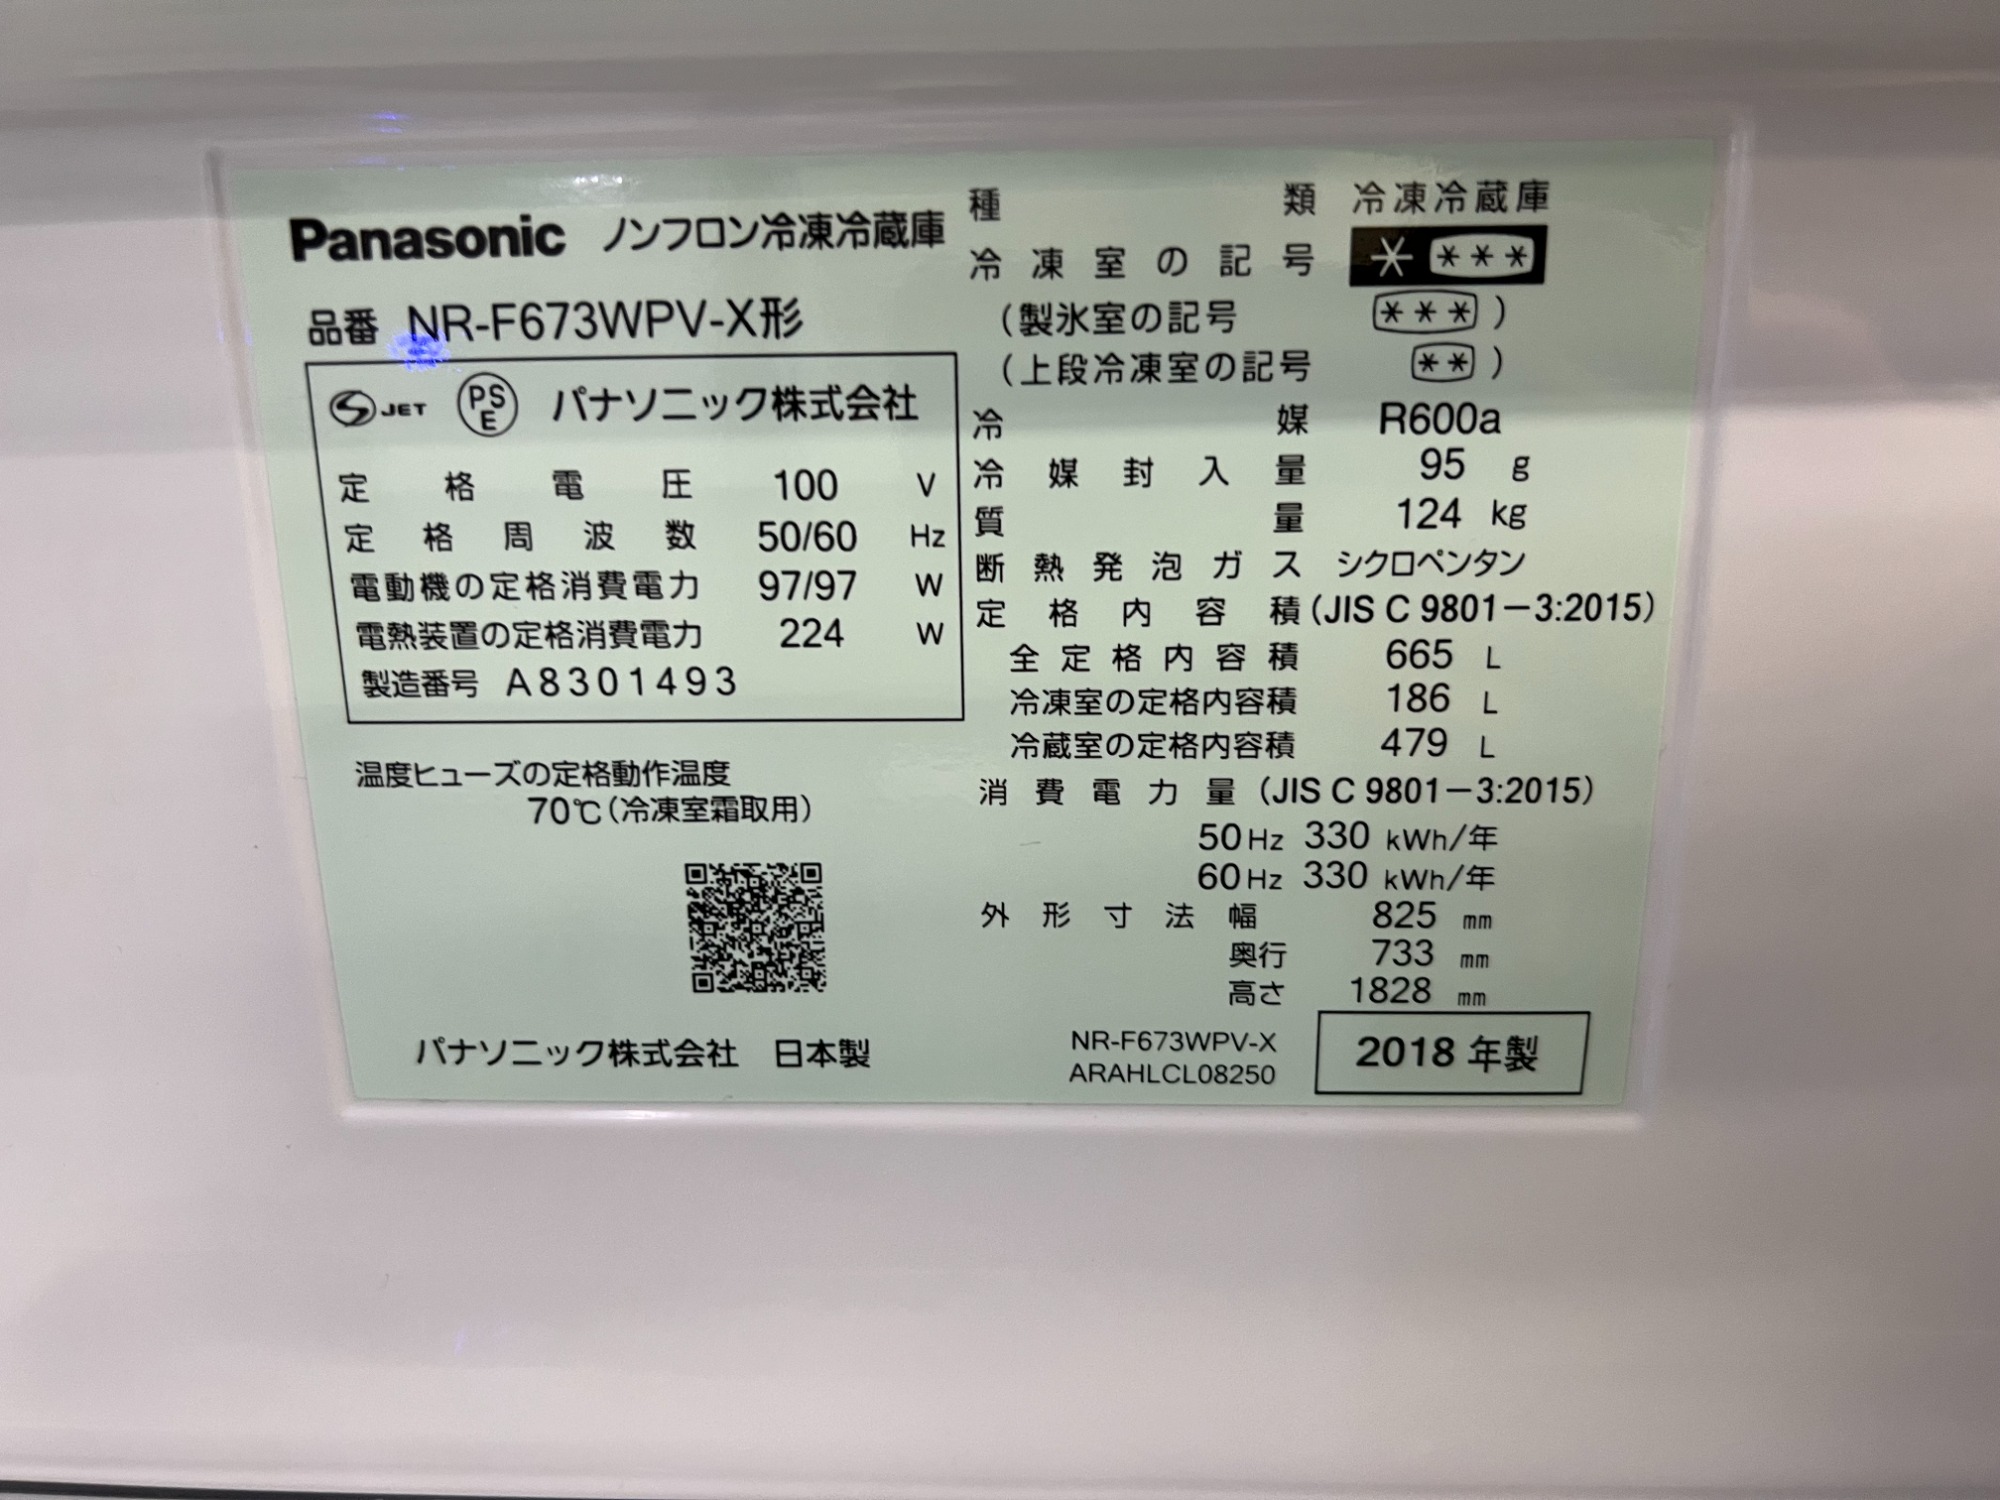 Panasonic ノンフロン冷凍冷蔵庫
品番 NR-F673WPV-X形
S JET PSE パナソニック株式会社
定格電圧 100 V
定格周波数 50/60 Hz
電動機の定格消費電力 97/97 W
電熱装置の定格消費電力 224 W
製造番号 A8301493
温度ヒューズの定格動作温度
70℃(冷凍室霜取用)
パナソニック株式会社 日本製
種類 冷凍冷蔵庫
冷凍室の記号 * ***
(製氷室の記号 ***)
(上段冷凍室の記号 **)
冷媒 R600a
冷媒封入量 95 g
質量 124 kg
断熱発泡ガス シクロペンタン
定格内容積(JIS C 9801-3:2015)
全定格内容積 665 L
冷凍室の定格内容積 186 L
冷蔵室の定格内容積 479 L
消費電力量(JIS C 9801-3:2015)
50Hz 330 kWh/年
60Hz 330 kWh/年
外形寸法 幅 825 mm
奥行 733 mm
高さ 1828 mm
NR-F673WPV-X
ARAHLCL08250
2018年製